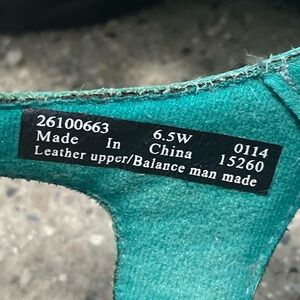 26100663 6.5W 0114
Made In China 15260
Leather upper/Balance man made